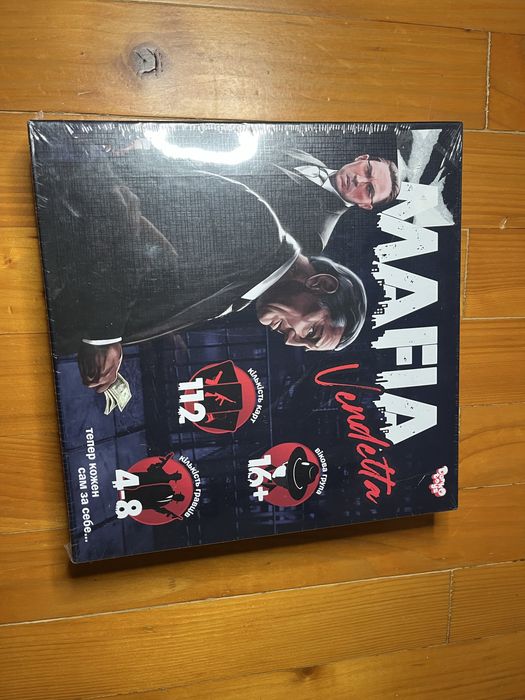 MAFIA
Vendetta
112
кількість карт
16+
вікова група
4-8
кількість гравців
тепер кожен
сам за себе...